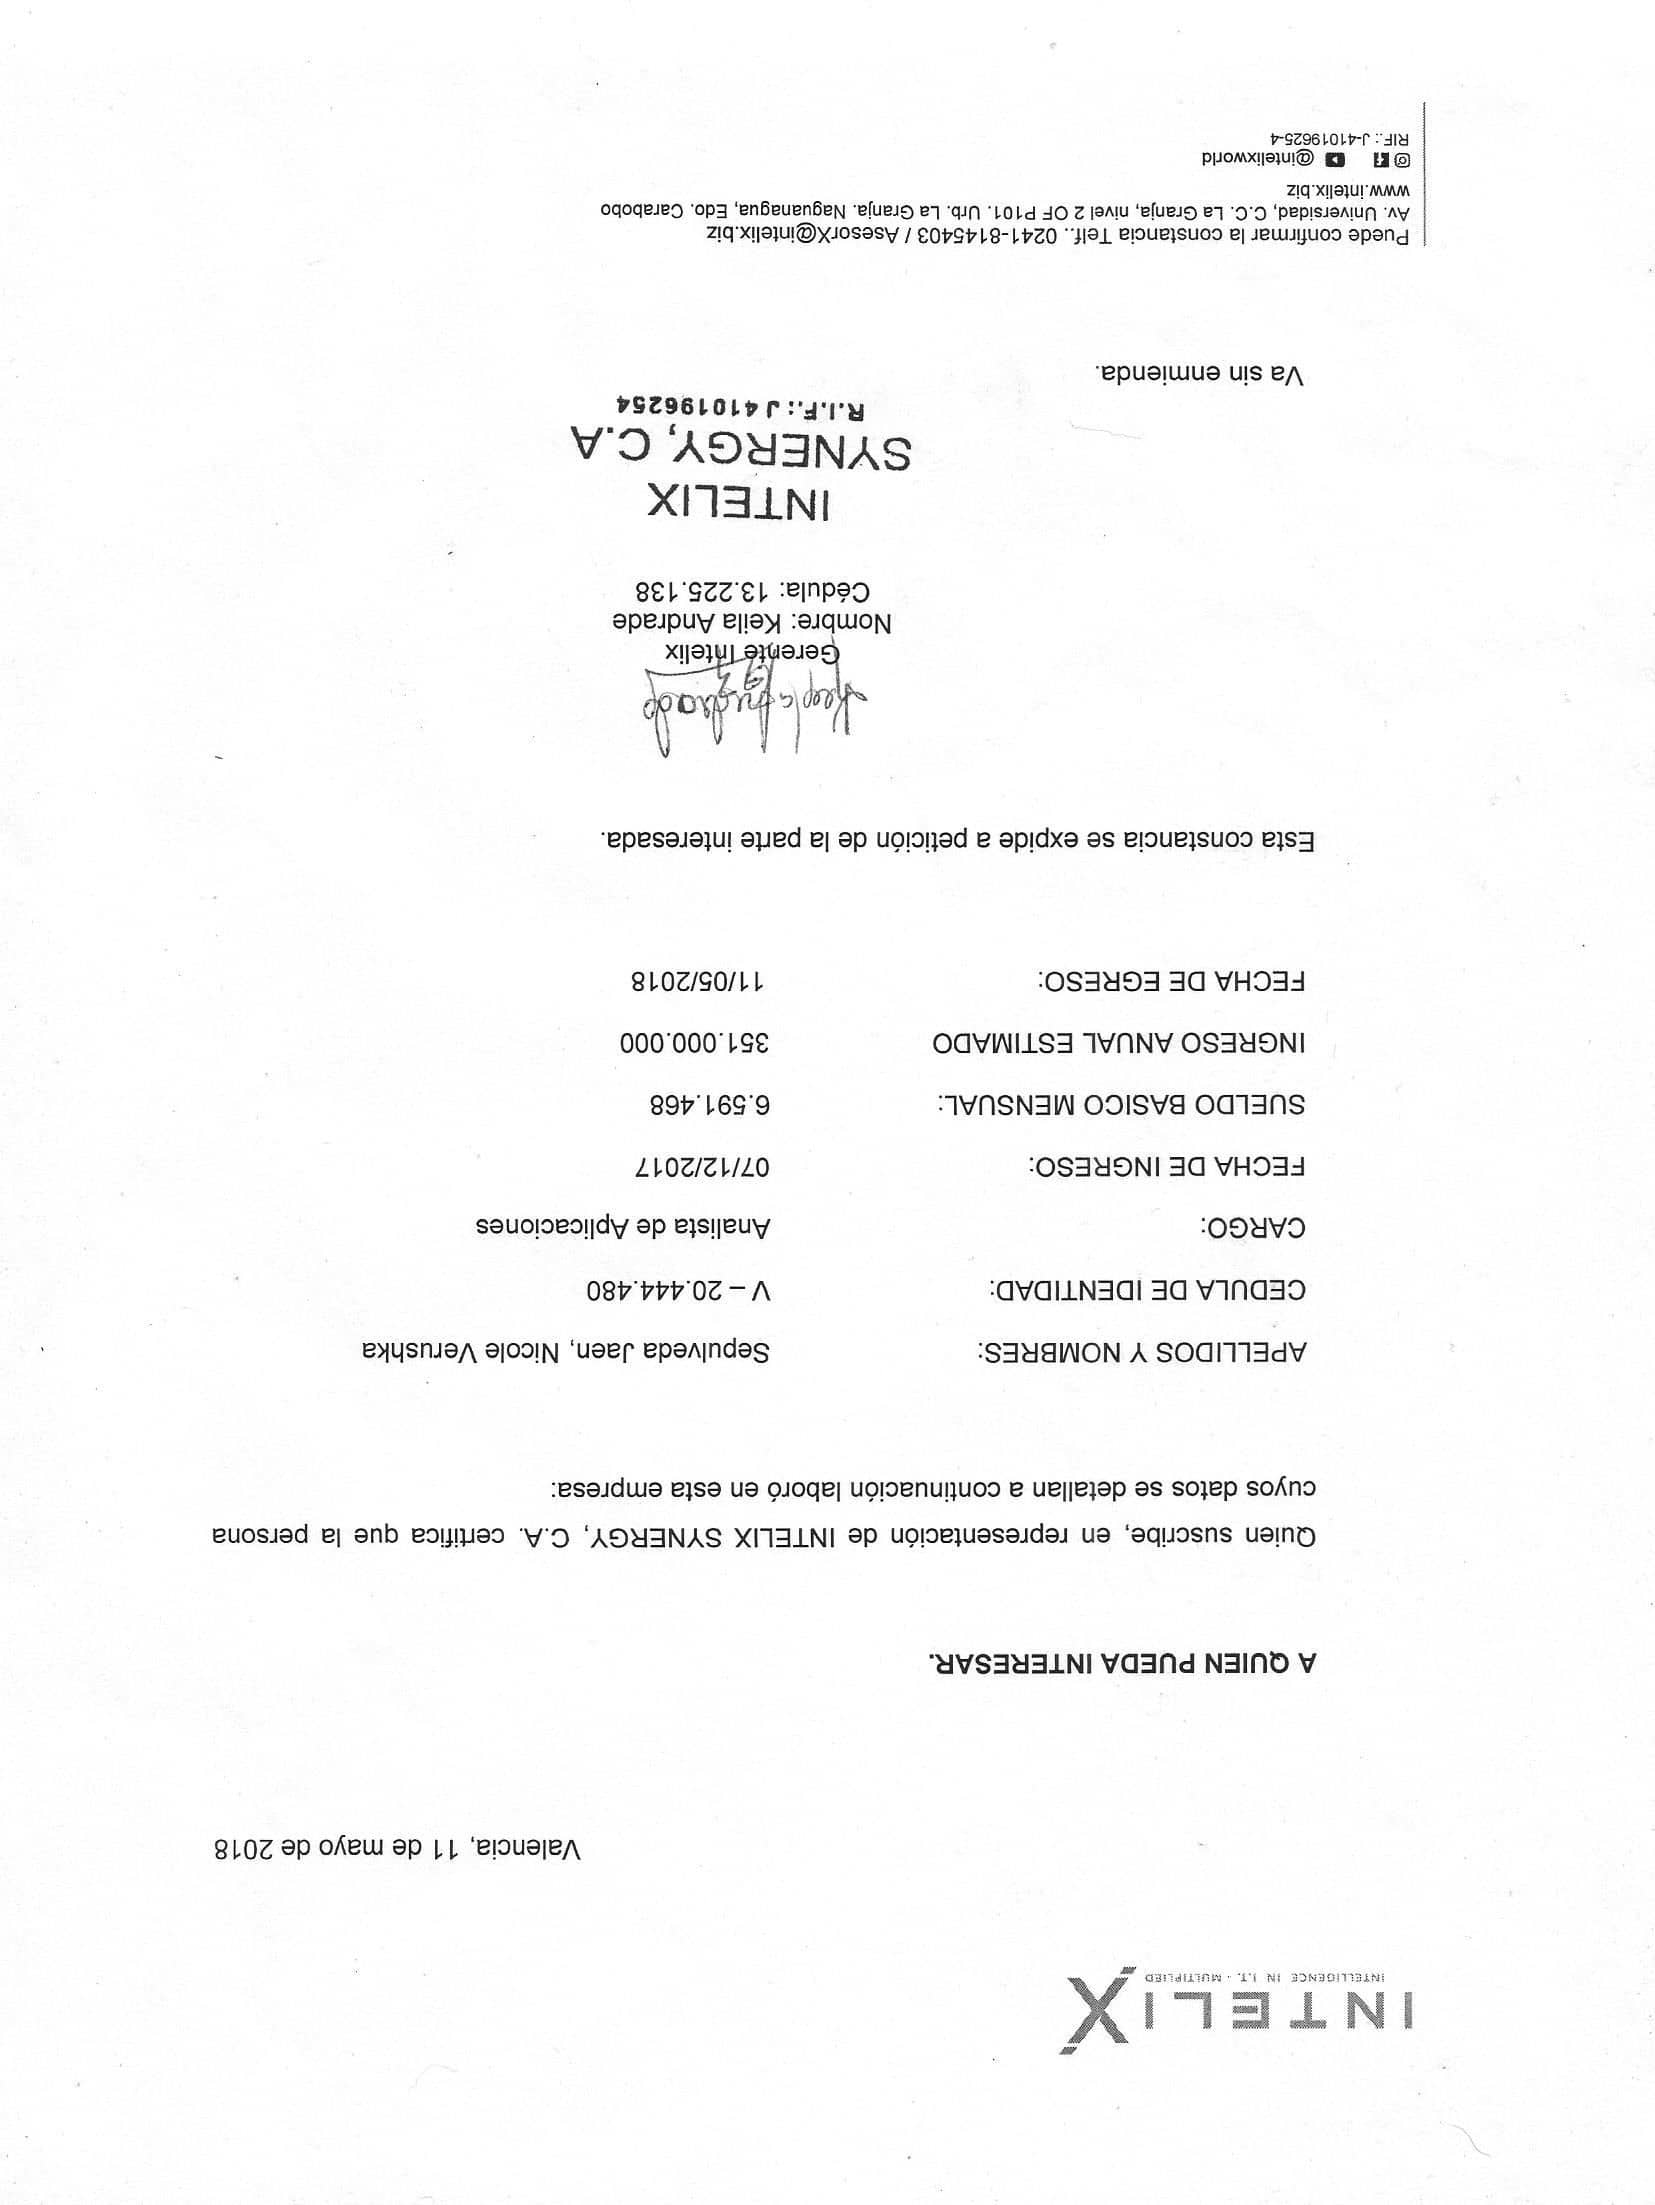 INTELIX
INTELLIGENCE IN I.T. - MULTIPLIED
Valencia, 11 de mayo de 2018
A QUIEN PUEDA INTERESAR.
Quien suscribe, en representación de INTELIX SYNERGY, C.A. certifica que la persona
cuyos datos se detallan a continuación laboró en esta empresa:
APELLIDOS Y NOMBRES: Sepulveda Jaen, Nicole Verushka
CEDULA DE IDENTIDAD: V – 20.444.480
CARGO: Analista de Aplicaciones
FECHA DE INGRESO: 07/12/2017
SUELDO BASICO MENSUAL: 6.591.468
INGRESO ANUAL ESTIMADO 351.000.000
FECHA DE EGRESO: 11/05/2018
Esta constancia se expide a petición de la parte interesada.
Andrade
Gerente Intelix
Nombre: Keila Andrade
Cédula: 13.225.138
INTELIX
SYNERGY, C.A
R.I.F.: J 410196254
Va sin enmienda.
Puede confirmar la constancia Telf.. 0241-8145403 / AsesorX@intelix.biz
Av. Universidad, C.C. La Granja, nivel 2 OF P101. Urb. La Granja. Naguanagua, Edo. Carabobo
www.intelix.biz
@intelixworld
RIF.: J-41019625-4